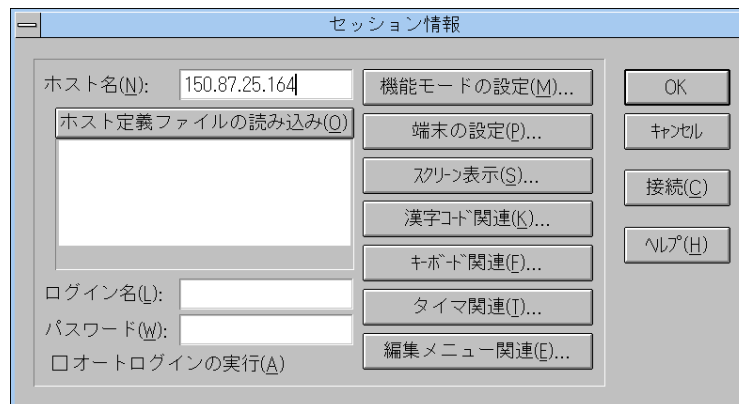 セッション情報
ホスト名(N): 150.87.25.164
ホスト定義ファイルの読み込み(O)
ログイン名(L):
パスワード(W):
オートログインの実行(A)
機能モードの設定(M)...
端末の設定(P)...
スクリーン表示(S)...
漢字コード関連(K)...
キーボード関連(F)...
タイマ関連(T)...
編集メニュー関連(E)...
OK
キャンセル
接続(C)
ヘルプ(H)